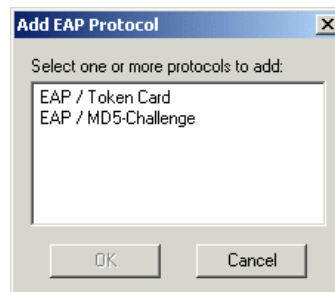 Add EAP Protocol
Select one or more protocols to add:
EAP / Token Card
EAP / MD5-Challenge
OK
Cancel